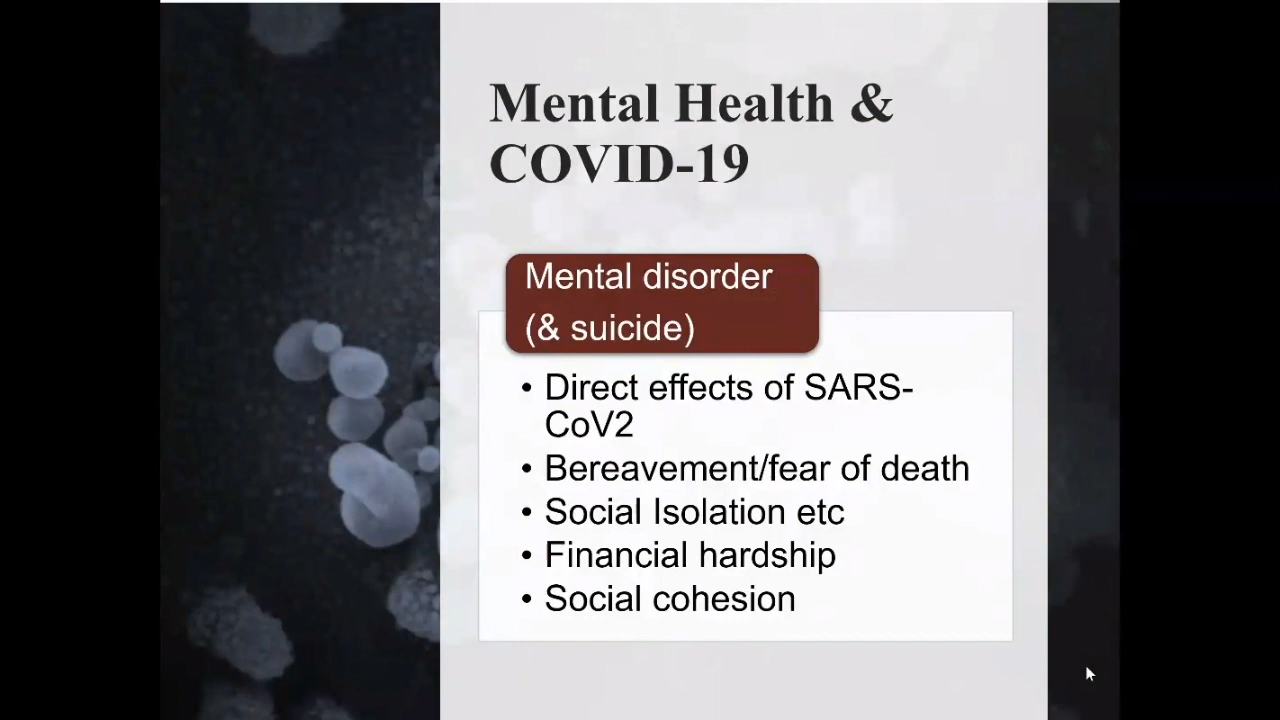 Mental Health &
COVID-19
Mental disorder
(& suicide)
• Direct effects of SARS-
CoV2
• Bereavement/fear of death
• Social Isolation etc
• Financial hardship
• Social cohesion